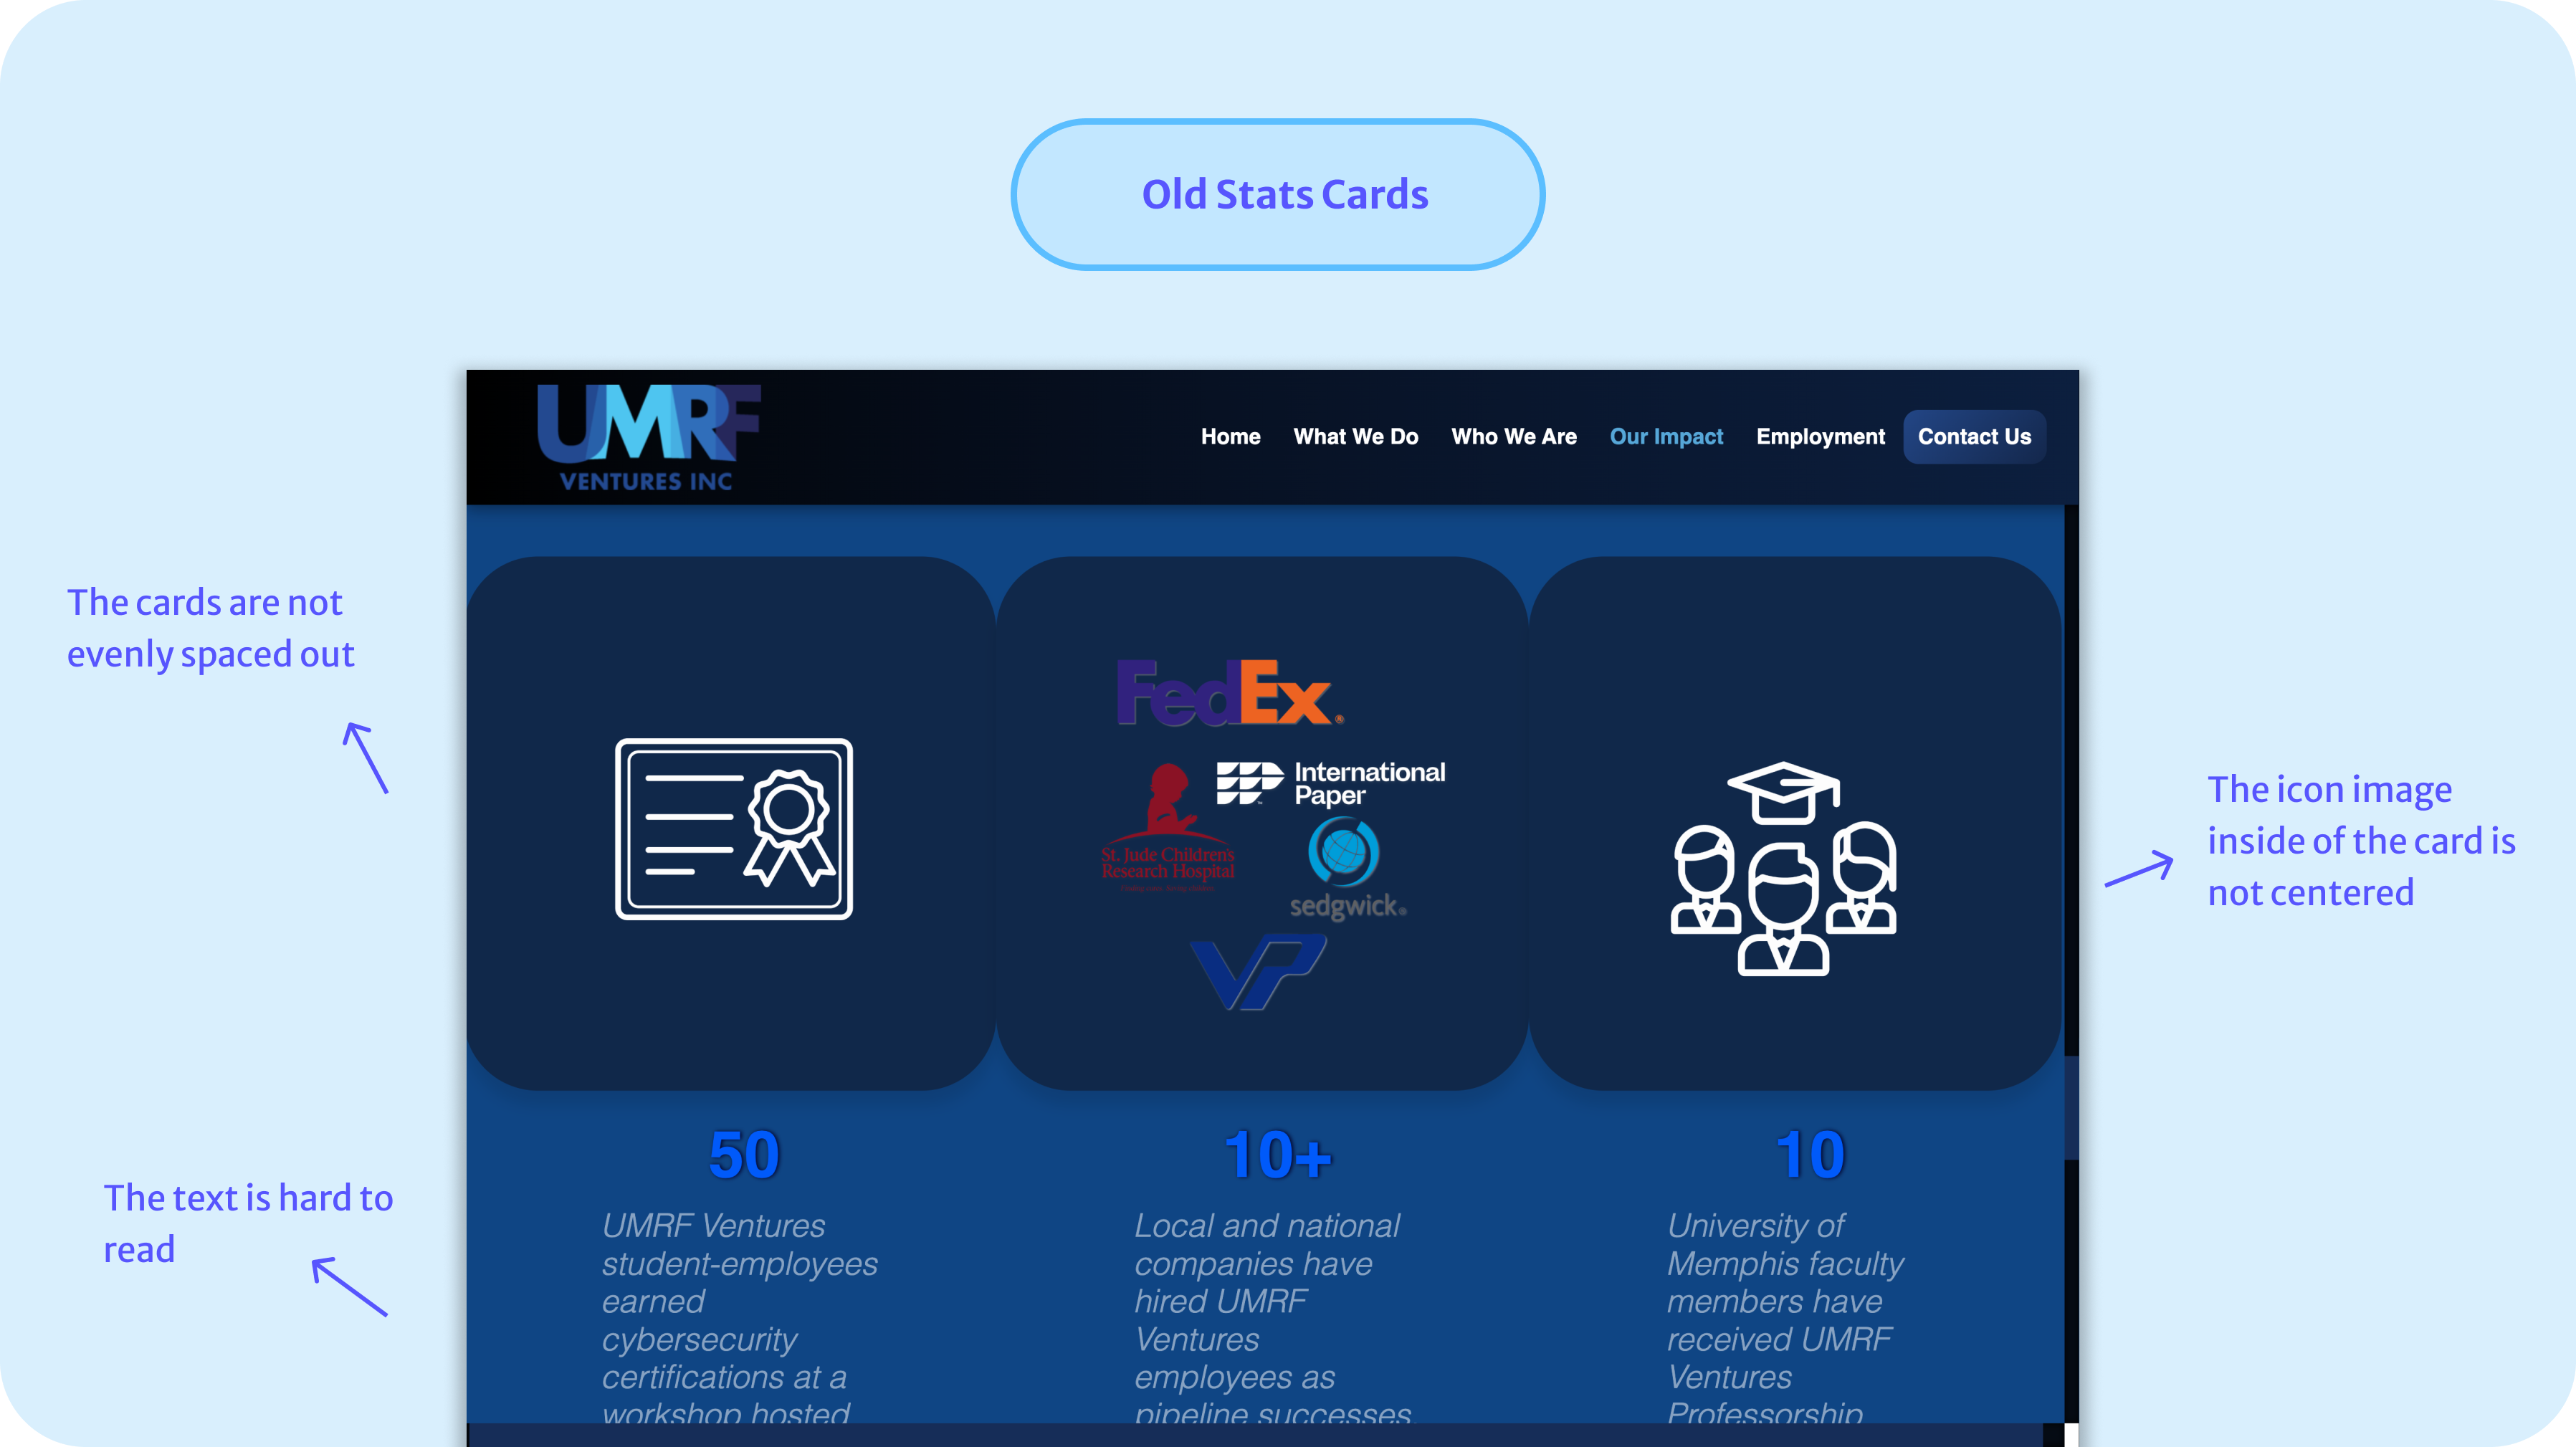 Old Stats Cards
UMRF
VENTURES INC
Home What We Do Who We Are Our Impact Employment Contact Us
The cards are not
evenly spaced out
FedEx®
International
Paper
St. Jude Children's
Research Hospital
sedgwick®
VP
The icon image
inside of the card is
not centered
The text is hard to
read
50
UMRF Ventures
student-employees
earned
cybersecurity
certifications at a
workshop hosted
10+
Local and national
companies have
hired UMRF
Ventures
employees as
pipeline successes.
10
University of
Memphis faculty
members have
received UMRF
Ventures
Professorship